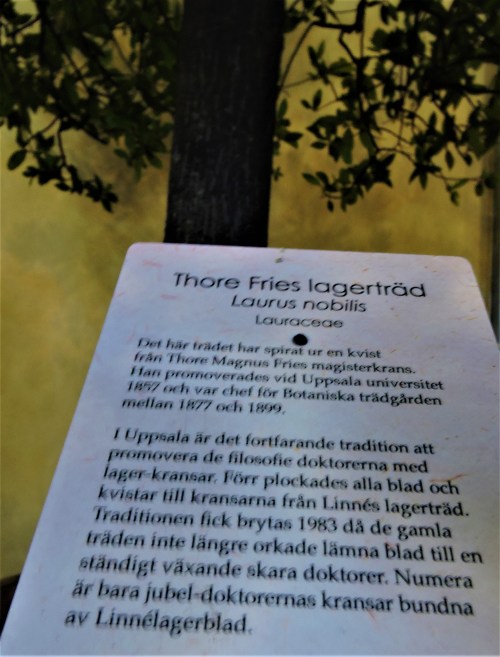 Thore Fries lagerträd
Laurus nobilis
Lauraceae
Det här trädet har spirat ur en kvist
från Thore Magnus Fries magisterkrans.
Han promoverades vid Uppsala universitet
1857 och var chef för Botaniska trädgården
mellan 1877 och 1899.
I Uppsala är det fortfarande tradition att
promovera de filosofie doktorerna med
lager-kransar. Förr plockades alla blad och
kvistar till kransarna från Linnés lagerträd.
Traditionen fick brytas 1983 då de gamla
träden inte längre orkade lämna blad till en
ständigt växande skara doktorer. Numera
är bara jubel-doktorernas kransar bundna
av Linnélagerblad.